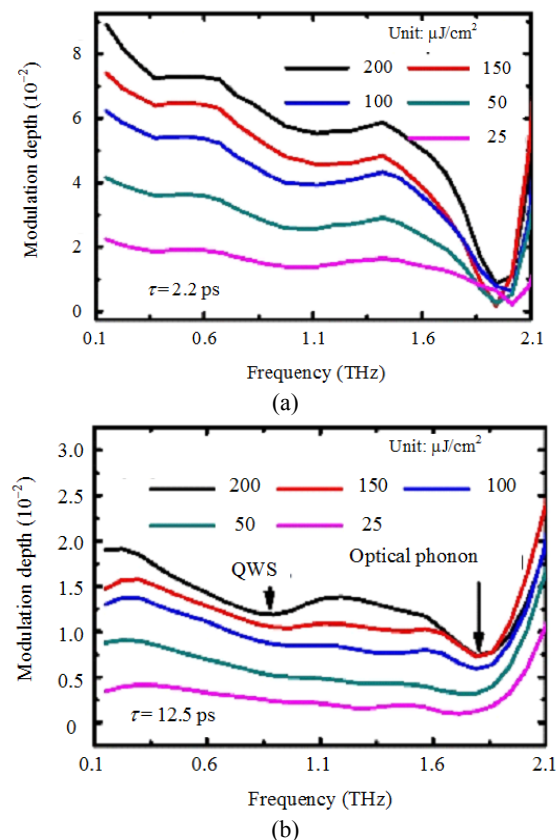 Unit: μJ/cm²
200 150
100 50
25
Modulation depth (10⁻²)
8
6
4
2
0
τ = 2.2 ps
0.1 0.6 1.1 1.6 2.1
Frequency (THz)
(a)
Unit: μJ/cm²
200 150 100
50 25
Modulation depth (10⁻²)
3.0
2.5
2.0
1.5
1.0
0.5
0
QWS
Optical phonon
τ = 12.5 ps
0.1 0.6 1.1 1.6 2.1
Frequency (THz)
(b)